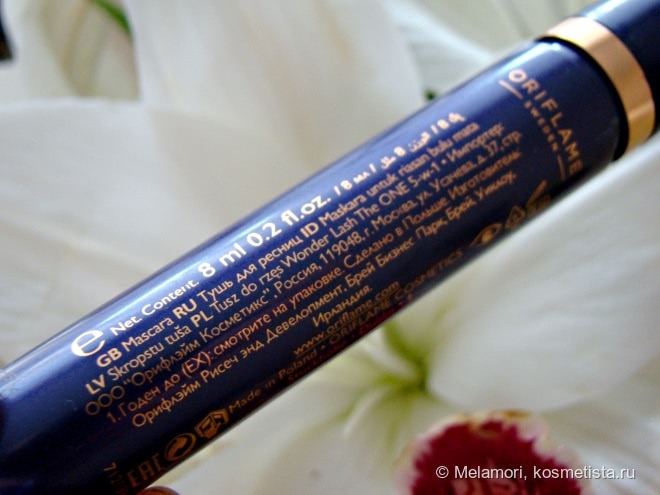 ORIFLAME
SWEDEN
e Net Content 8 ml 0.2 fl.oz. / 8 мл /
GB Mascara RU Тушь для ресниц ID Maskara untuk riasan bulu mata
LV Skropstu tuša PL Tusz do rzęs Wonder Lash The ONE 5-w-1 • Импортер:
ООО "Орифлэйм Косметикс", Россия, 119048, г. Москва, ул. Усачева, д. 37, стр.
1. Годен до (EX): смотрите на упаковке. Сделано в Польше. Изготовитель
Орифлэйм Рисеч энд Девелопмент, Брей Бизнес Парк, Брей, Уиклоу,
Ирландия.
www.oriflame.com
Made in Poland • ORIFLAME COSMETICS
EAC
© Melamori, kosmetista.ru